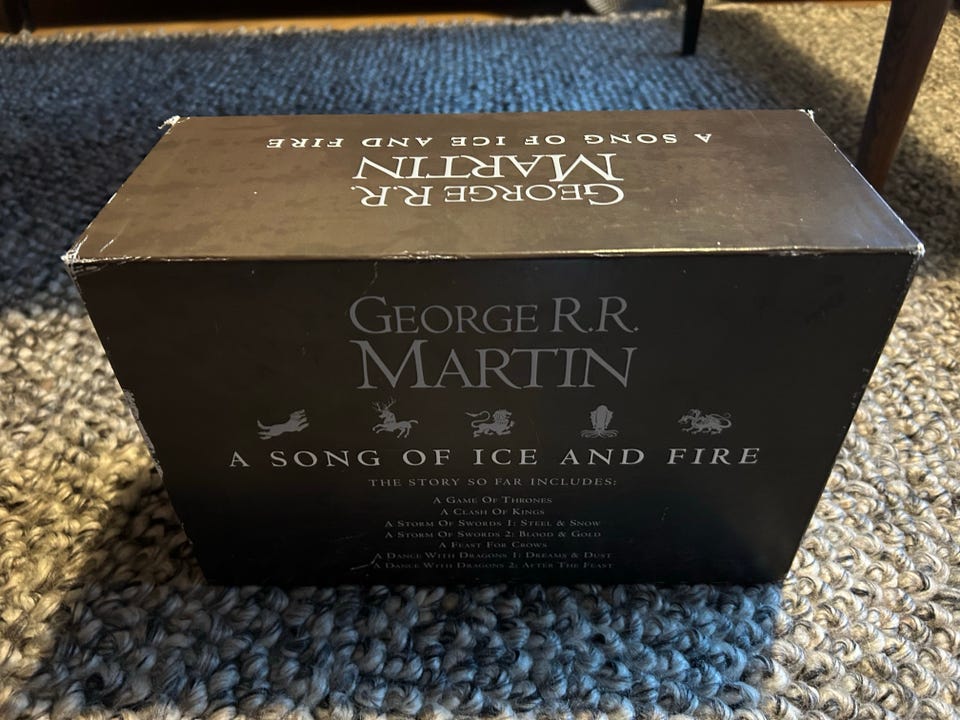 A SONG OF ICE AND FIRE
GEORGE R.R.
MARTIN
GEORGE R.R.
MARTIN
A SONG OF ICE AND FIRE
THE STORY SO FAR INCLUDES:
A GAME OF THRONES
A CLASH OF KINGS
A STORM OF SWORDS 1: STEEL & SNOW
A STORM OF SWORDS 2: BLOOD & GOLD
A FEAST FOR CROWS
A DANCE WITH DRAGONS 1: DREAMS & DUST
A DANCE WITH DRAGONS 2: AFTER THE FEAST